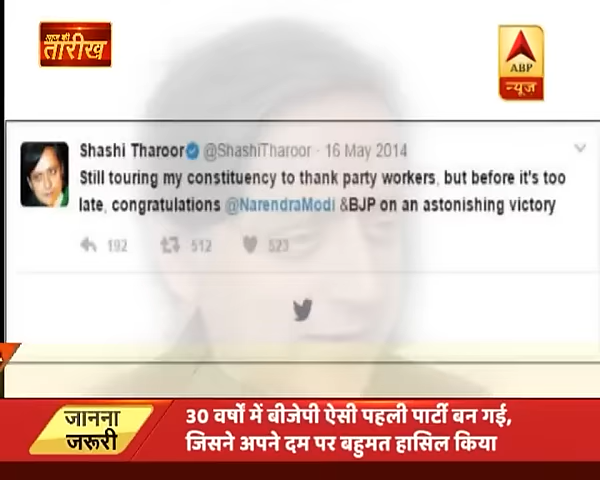 आज की
तारीख
ABP
न्यूज़
Shashi Tharoor @ShashiTharoor · 16 May 2014
Still touring my constituency to thank party workers, but before it's too
late, congratulations @NarendraModi &BJP on an astonishing victory
192 512 523
जानना
जरूरी
30 वर्षों में बीजेपी ऐसी पहली पार्टी बन गई,
जिसने अपने दम पर बहुमत हासिल किया